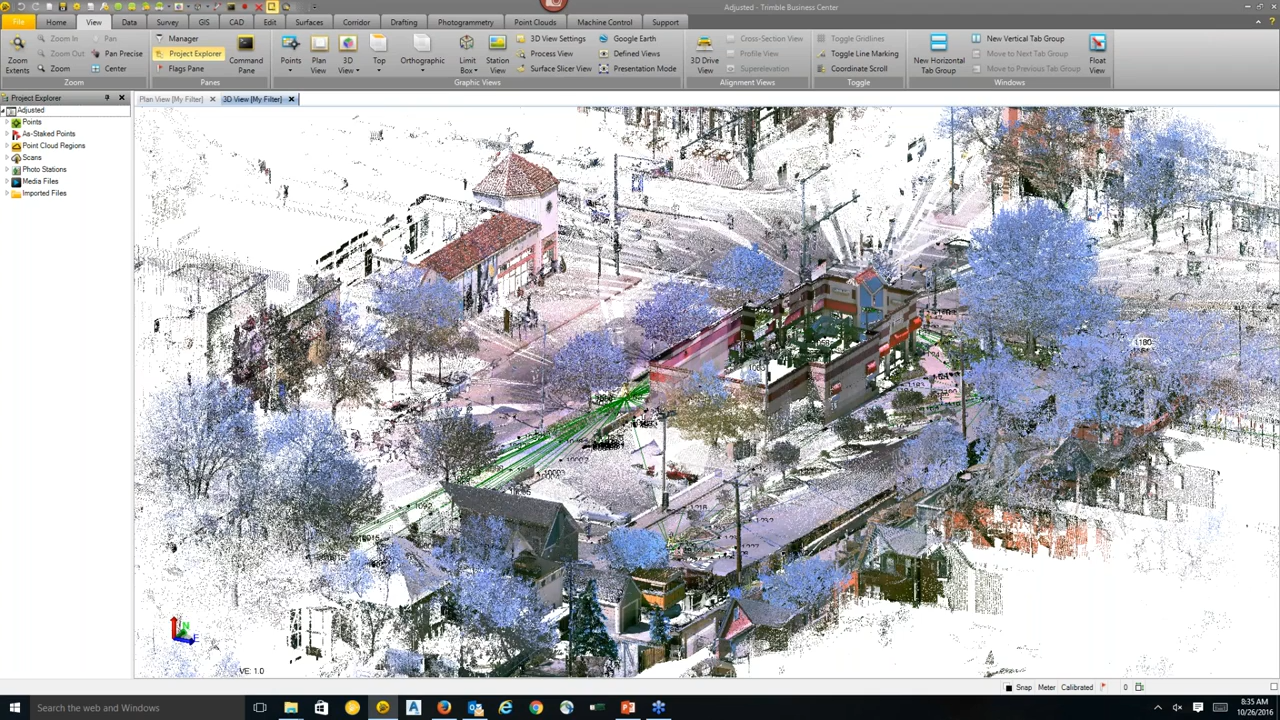 Adjusted - Trimble Business Center
File Home View Data Survey GIS CAD Edit Surfaces Corridor Drafting Photogrammetry Point Clouds Machine Control Support
Zoom Extents
Zoom In
Zoom Out
Zoom
Pan
Pan Precise
Center
Zoom
Manager
Project Explorer
Flags Pane
Command Pane
Panes
Points
Plan View
3D View
Top
Orthographic
Limit Box
Station View
3D View Settings
Process View
Surface Slicer View
Google Earth
Defined Views
Presentation Mode
Graphic Views
3D Drive View
Cross-Section View
Profile View
Superelevation
Alignment Views
Toggle Gridlines
Toggle Line Marking
Coordinate Scroll
Toggle
New Horizontal Tab Group
New Vertical Tab Group
Move to Next Tab Group
Move to Previous Tab Group
Float View
Windows
Project Explorer
Plan View [My Filter]
3D View [My Filter]
Adjusted
Points
As-Staked Points
Point Cloud Regions
Scans
Photo Stations
Media Files
Imported Files
1180
N
E
VE: 1.0
Snap Meter Calibrated 0
Search the web and Windows
8:35 AM
10/26/2016